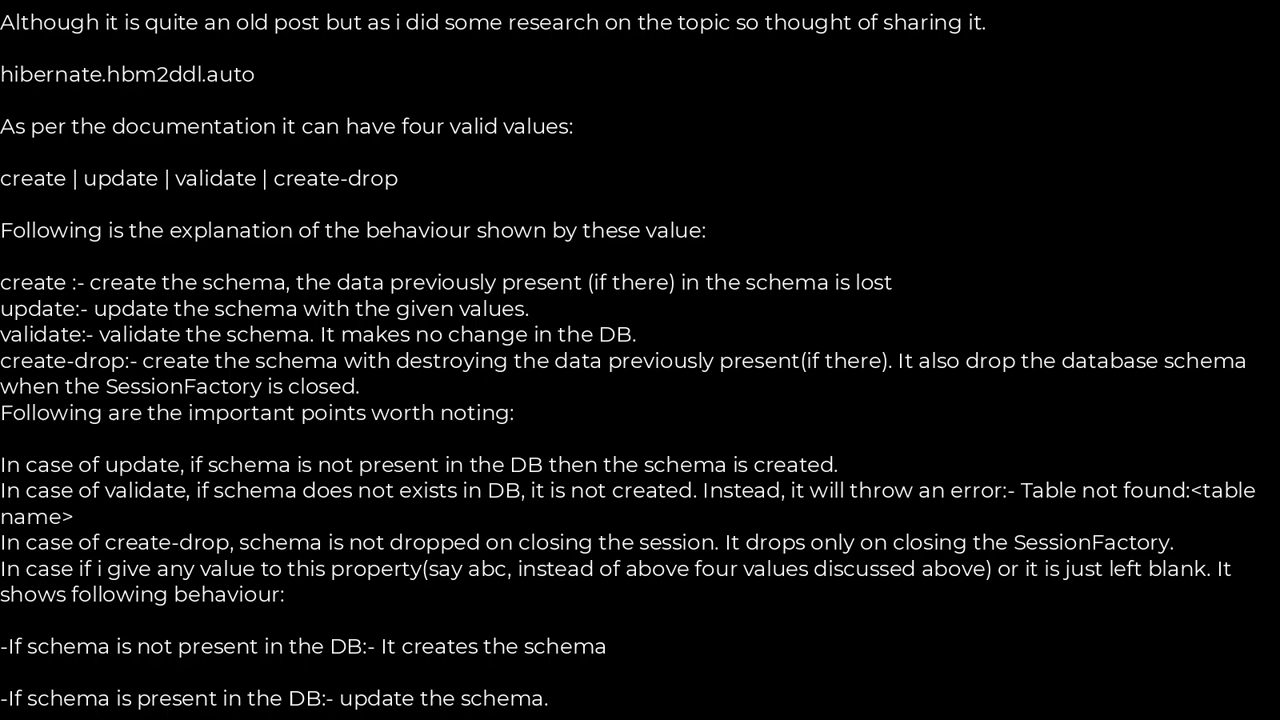 Although it is quite an old post but as i did some research on the topic so thought of sharing it.
hibernate.hbm2ddl.auto
As per the documentation it can have four valid values:
create | update | validate | create-drop
Following is the explanation of the behaviour shown by these value:
create :- create the schema, the data previously present (if there) in the schema is lost
update:- update the schema with the given values.
validate:- validate the schema. It makes no change in the DB.
create-drop:- create the schema with destroying the data previously present(if there). It also drop the database schema
when the SessionFactory is closed.
Following are the important points worth noting:
In case of update, if schema is not present in the DB then the schema is created.
In case of validate, if schema does not exists in DB, it is not created. Instead, it will throw an error:- Table not found:<table
name>
In case of create-drop, schema is not dropped on closing the session. It drops only on closing the SessionFactory.
In case if i give any value to this property(say abc, instead of above four values discussed above) or it is just left blank. It
shows following behaviour:
-If schema is not present in the DB:- It creates the schema
-If schema is present in the DB:- update the schema.